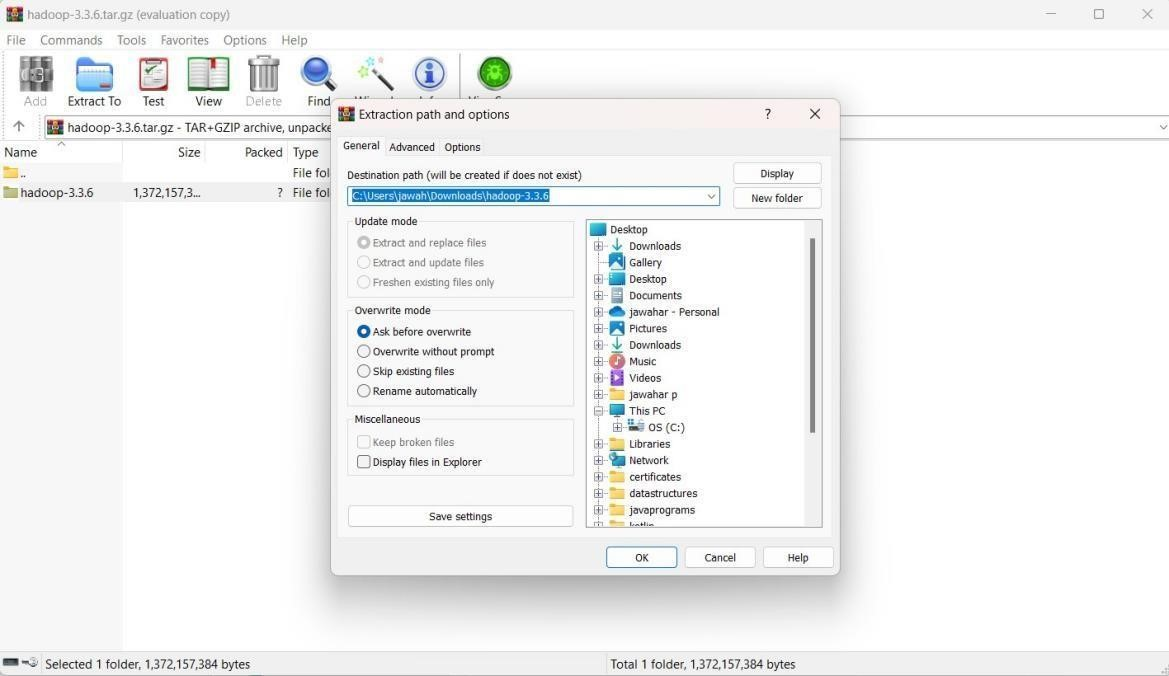 hadoop-3.3.6.tar.gz (evaluation copy)
File Commands Tools Favorites Options Help
Add Extract To Test View Delete Find
hadoop-3.3.6.tar.gz - TAR+GZIP archive, unpacke
Name Size Packed Type
.. File fol
hadoop-3.3.6 1,372,157,3... ? File fol
Extraction path and options ?
General Advanced Options
Destination path (will be created if does not exist)
C:\Users\jawah\Downloads\hadoop-3.3.6
Display
New folder
Update mode
Extract and replace files
Extract and update files
Freshen existing files only
Overwrite mode
Ask before overwrite
Overwrite without prompt
Skip existing files
Rename automatically
Miscellaneous
Keep broken files
Display files in Explorer
Save settings
Desktop
Downloads
Gallery
Desktop
Documents
jawahar - Personal
Pictures
Downloads
Music
Videos
jawahar p
This PC
OS (C:)
Libraries
Network
certificates
datastructures
javaprograms
OK Cancel Help
Selected 1 folder, 1,372,157,384 bytes
Total 1 folder, 1,372,157,384 bytes